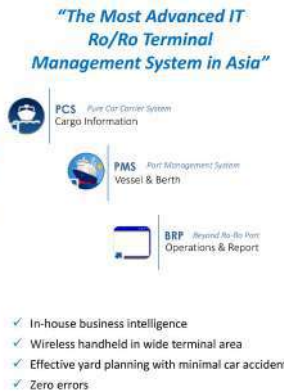 “The Most Advanced IT
Ro/Ro Terminal
Management System in Asia”
PCS Pure Car Carrier System
Cargo Information
PMS Port Management System
Vessel & Berth
BRP Beyond Ro-Ro Port
Operations & Report
✓ In-house business intelligence
✓ Wireless handheld in wide terminal area
✓ Effective yard planning with minimal car accident
✓ Zero errors